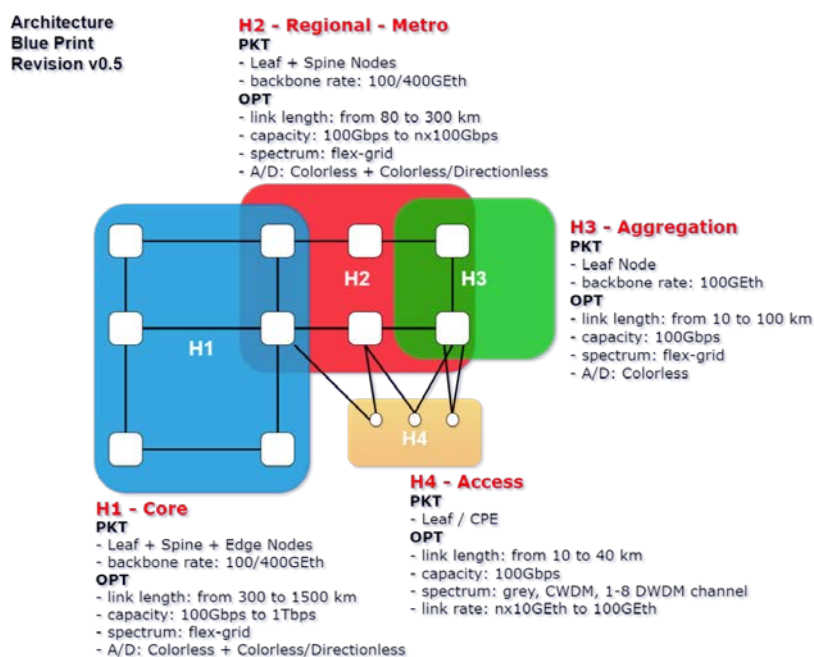 Architecture
Blue Print
Revision v0.5
H2 - Regional - Metro
PKT
- Leaf + Spine Nodes
- backbone rate: 100/400GEth
OPT
- link length: from 80 to 300 km
- capacity: 100Gbps to nx100Gbps
- spectrum: flex-grid
- A/D: Colorless + Colorless/Directionless
H3 - Aggregation
PKT
- Leaf Node
- backbone rate: 100GEth
OPT
- link length: from 10 to 100 km
- capacity: 100Gbps
- spectrum: flex-grid
- A/D: Colorless
H1
H2
H3
H4
H1 - Core
PKT
- Leaf + Spine + Edge Nodes
- backbone rate: 100/400GEth
OPT
- link length: from 300 to 1500 km
- capacity: 100Gbps to 1Tbps
- spectrum: flex-grid
- A/D: Colorless + Colorless/Directionless
H4 - Access
PKT
- Leaf / CPE
OPT
- link length: from 10 to 40 km
- capacity: 100Gbps
- spectrum: grey, CWDM, 1-8 DWDM channel
- link rate: nx10GEth to 100GEth